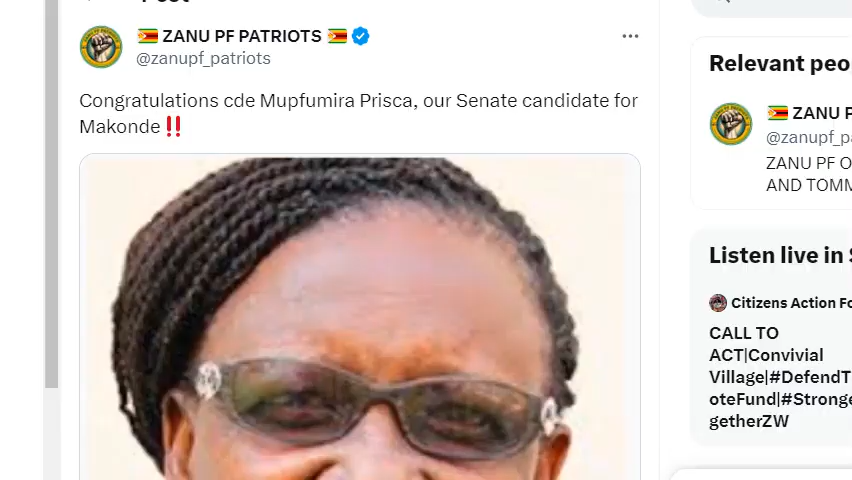 ZANU PF PATRIOTS
@zanupf_patriots
Congratulations cde Mupfumira Prisca, our Senate candidate for
Makonde‼️
Relevant peo
ZANU P
@zanupf_pa
ZANU PF O
AND TOMM
Listen live in S
Citizens Action Fo
CALL TO
ACT|Convivial
Village|#DefendT
oteFund|#Stronge
getherZW